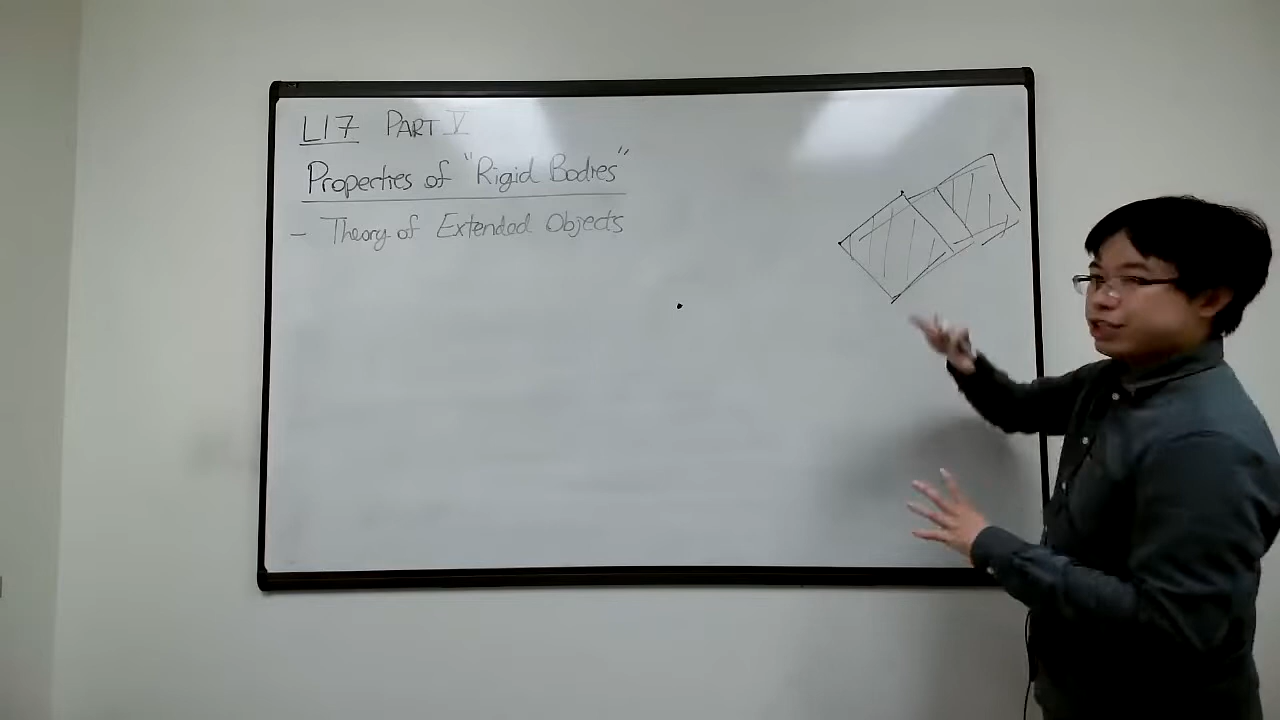 L17 PART V
Properties of "Rigid Bodies"
- Theory of Extended Objects